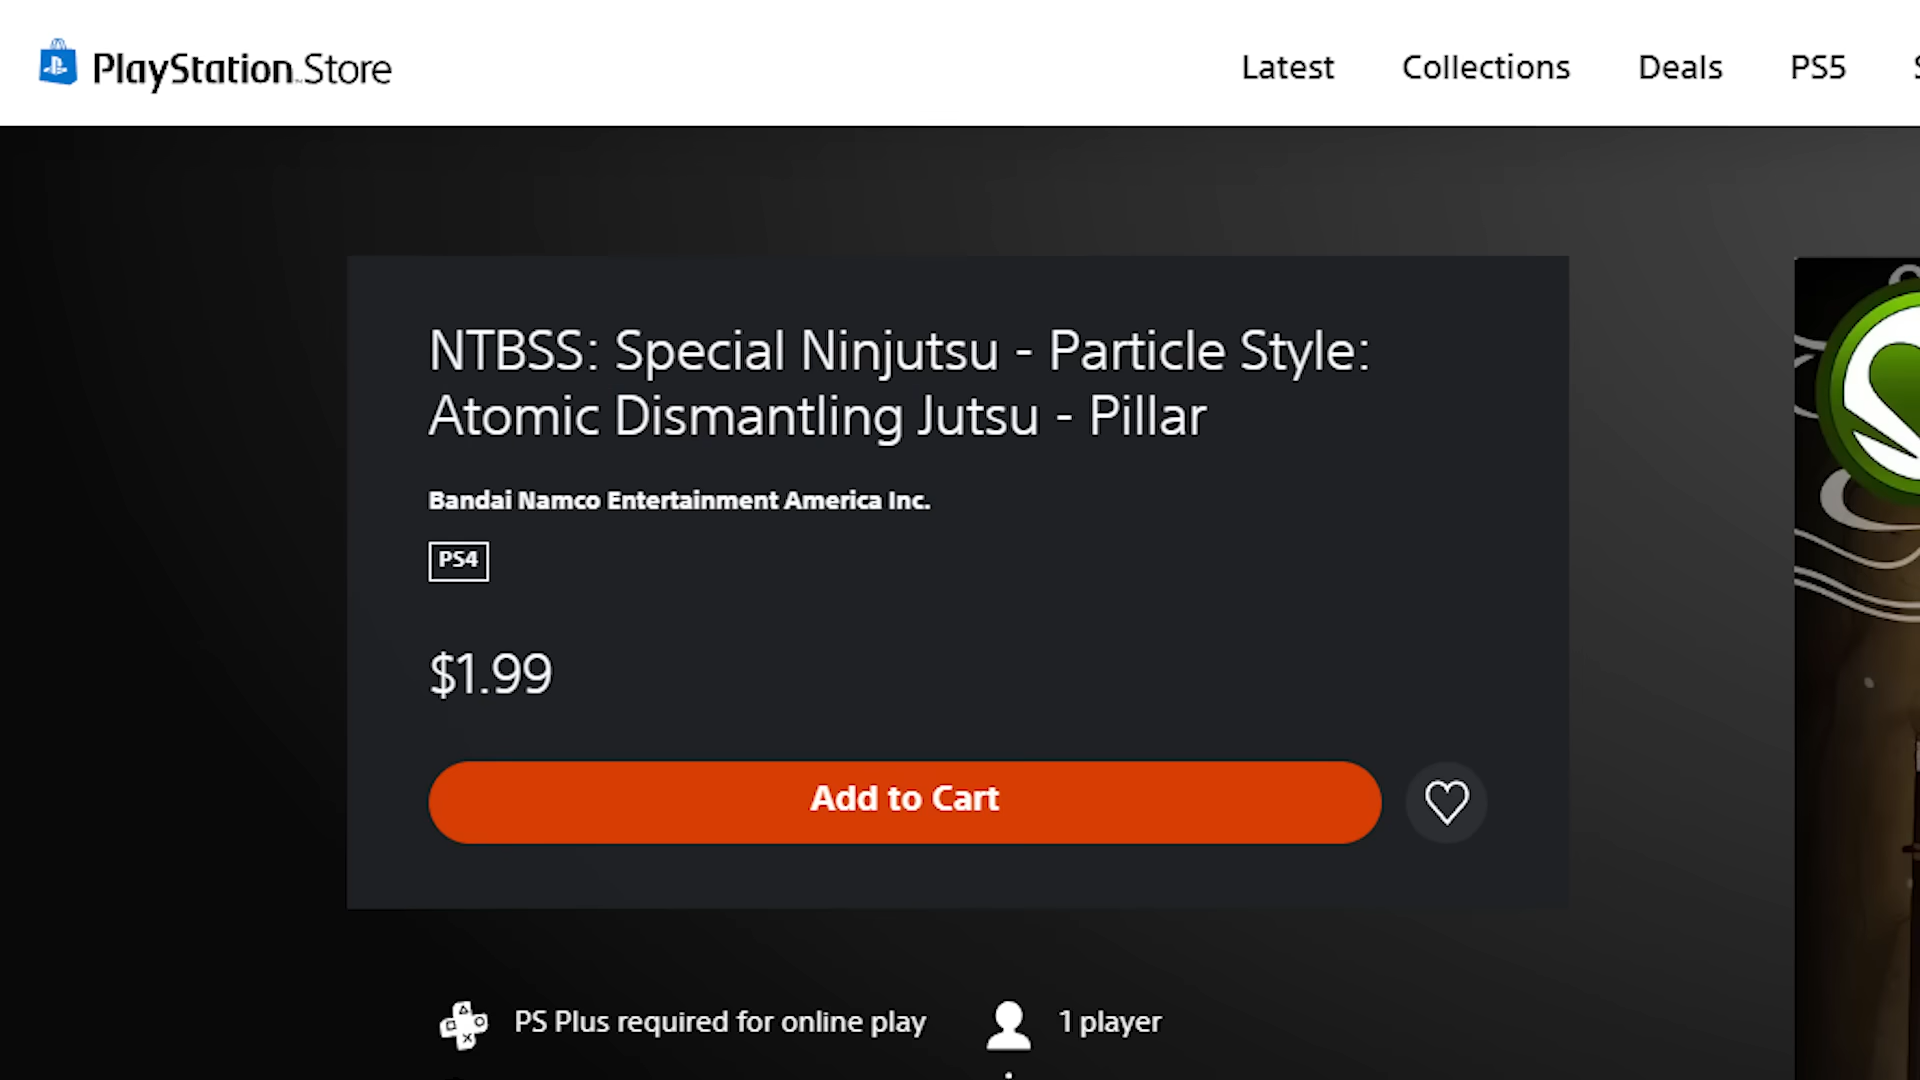 PlayStation Store
Latest Collections Deals PS5
NTBSS: Special Ninjutsu - Particle Style:
Atomic Dismantling Jutsu - Pillar
Bandai Namco Entertainment America Inc.
PS4
$1.99
Add to Cart
PS Plus required for online play
1 player